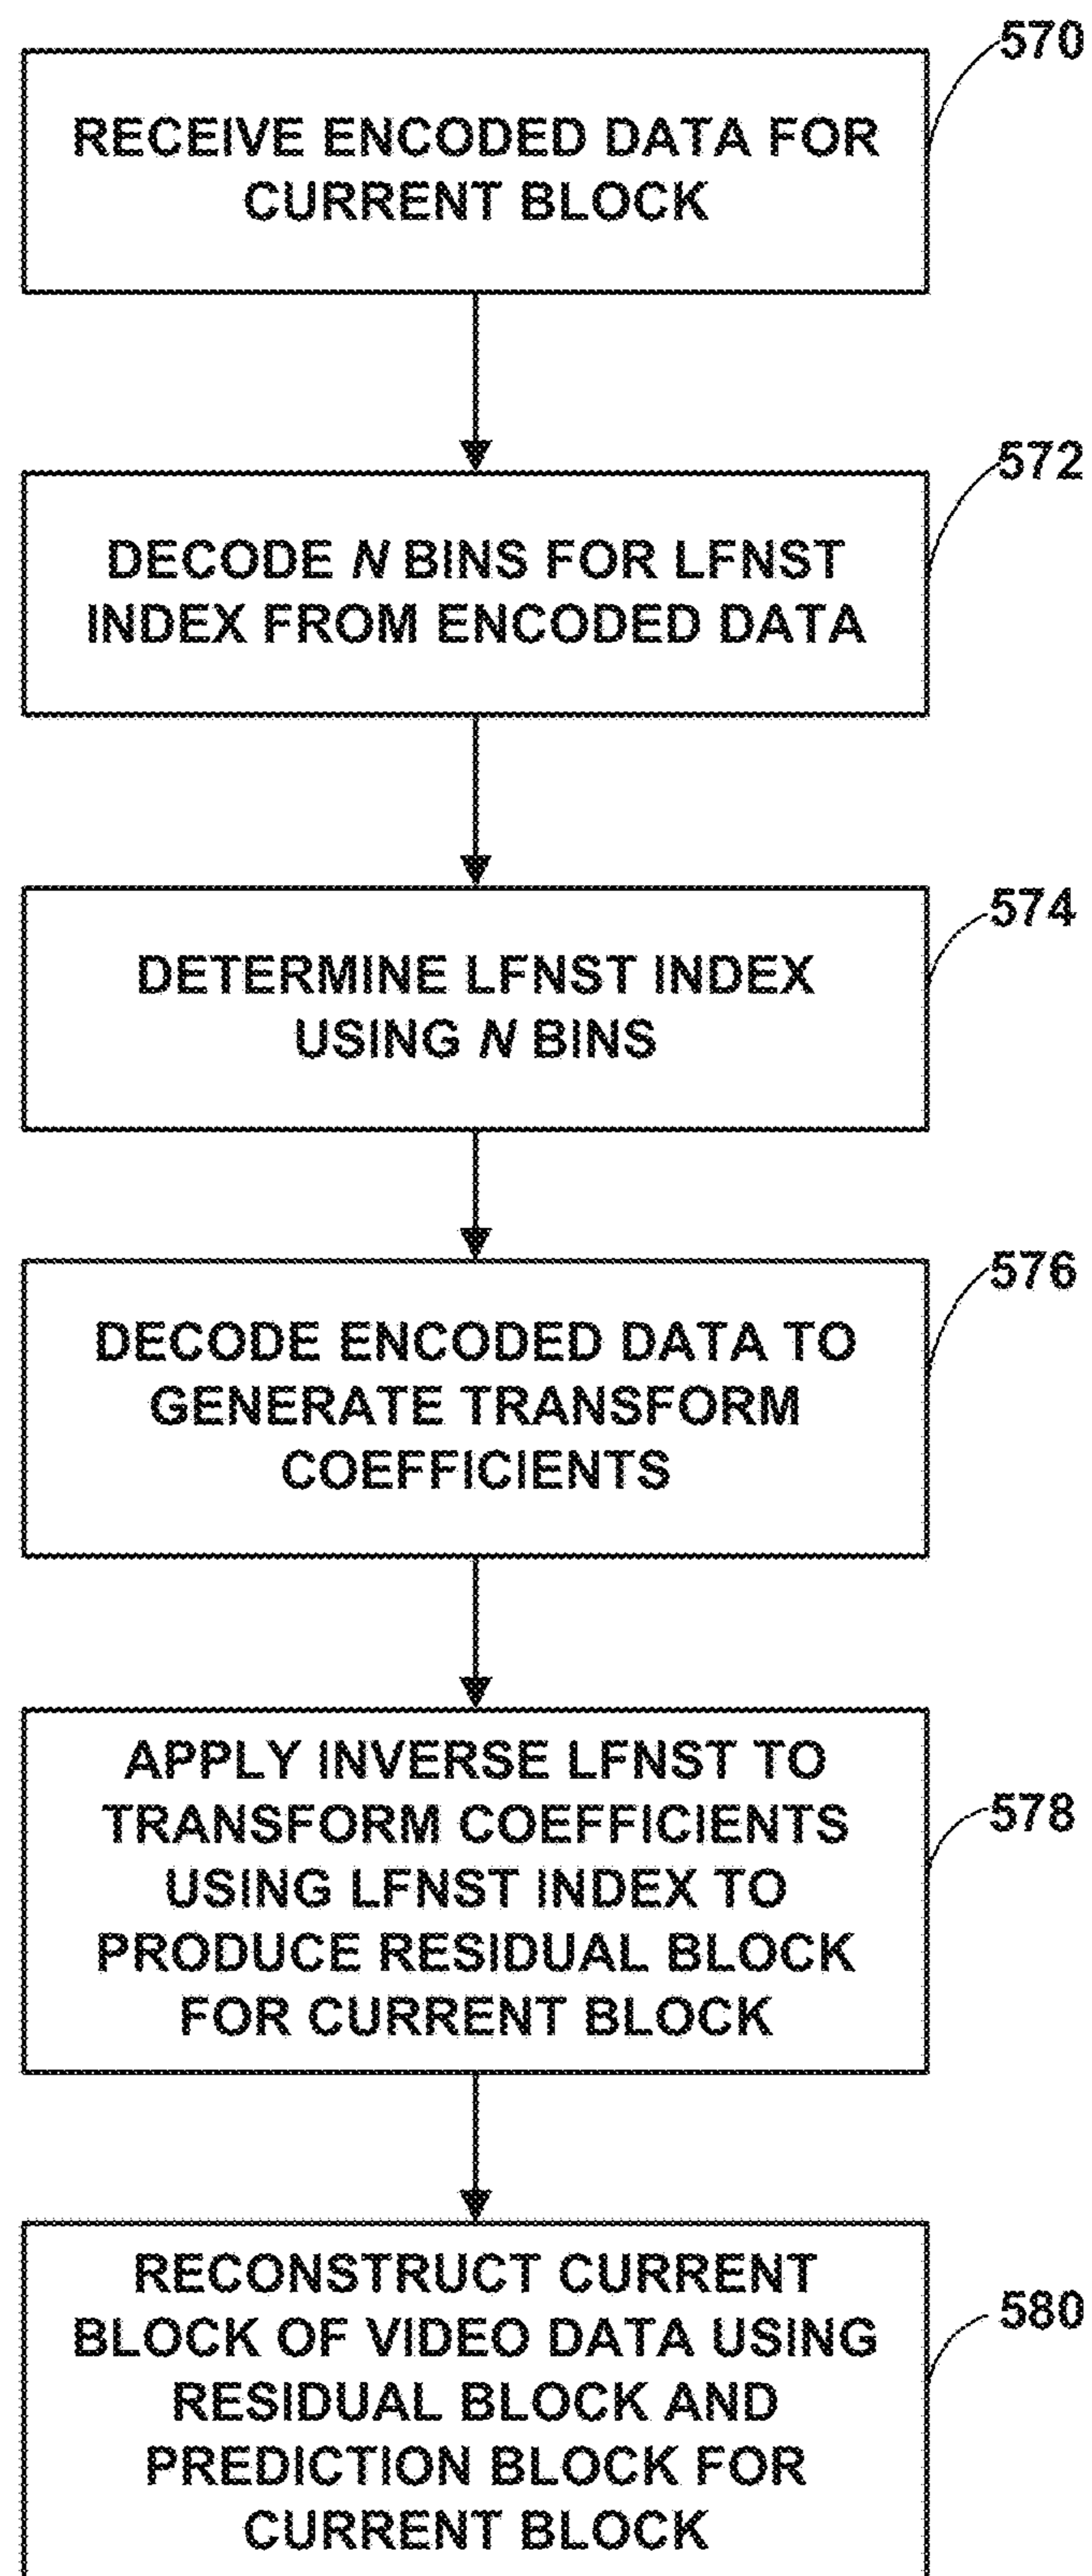 570
RECEIVE ENCODED DATA FOR
CURRENT BLOCK
572
DECODE N BINS FOR LFNST
INDEX FROM ENCODED DATA
574
DETERMINE LFNST INDEX
USING N BINS
576
DECODE ENCODED DATA TO
GENERATE TRANSFORM
COEFFICIENTS
578
APPLY INVERSE LFNST TO
TRANSFORM COEFFICIENTS
USING LFNST INDEX TO
PRODUCE RESIDUAL BLOCK
FOR CURRENT BLOCK
580
RECONSTRUCT CURRENT
BLOCK OF VIDEO DATA USING
RESIDUAL BLOCK AND
PREDICTION BLOCK FOR
CURRENT BLOCK